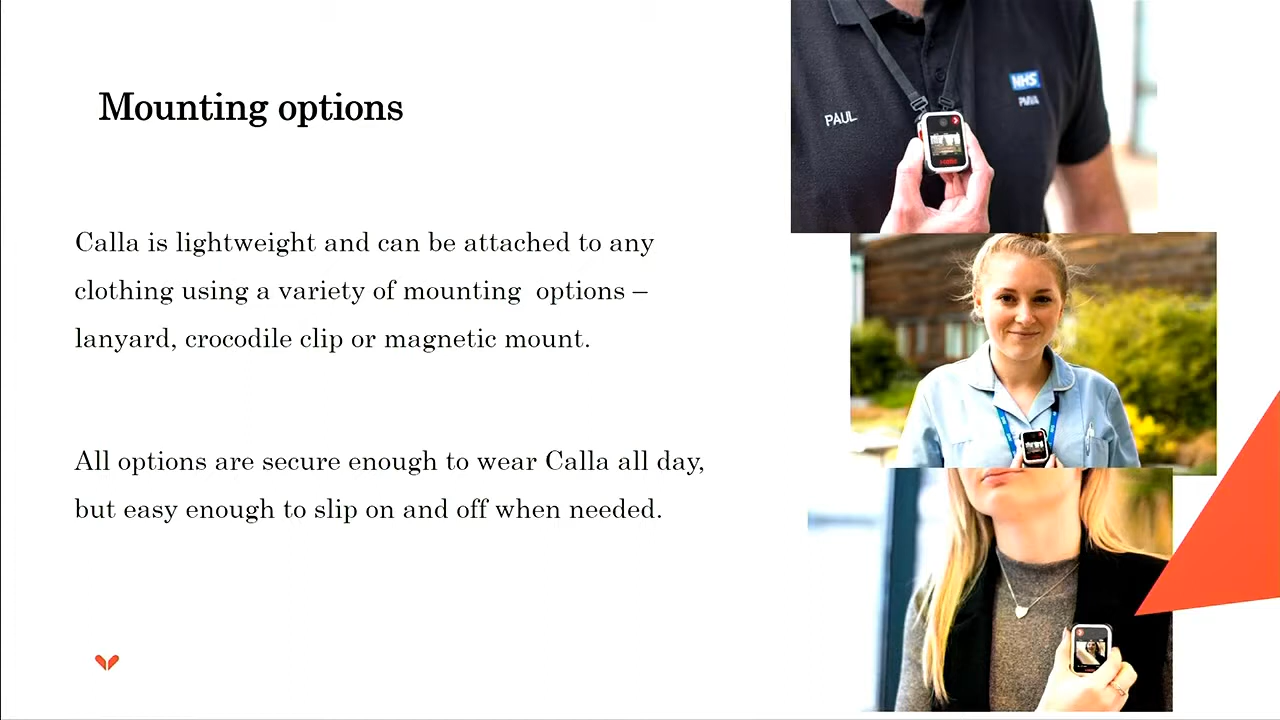 Mounting options
Calla is lightweight and can be attached to any
clothing using a variety of mounting options –
lanyard, crocodile clip or magnetic mount.
All options are secure enough to wear Calla all day,
but easy enough to slip on and off when needed.
PAUL
NHS
PMVA